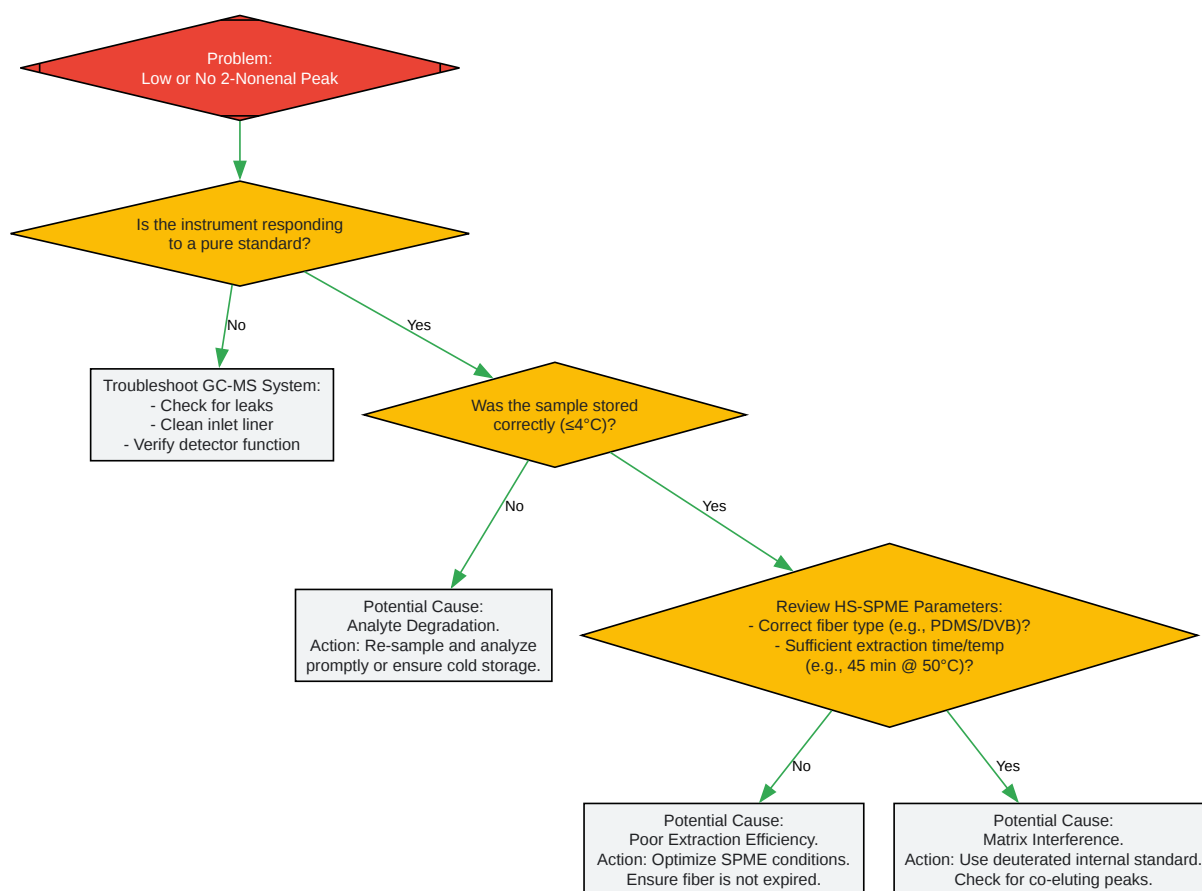 Problem:
Low or No 2-Nonenal Peak
Is the instrument responding
to a pure standard?
No
Yes
Troubleshoot GC-MS System:
- Check for leaks
- Clean inlet liner
- Verify detector function
Was the sample stored
correctly (≤4°C)?
No
Yes
Potential Cause:
Analyte Degradation.
Action: Re-sample and analyze
promptly or ensure cold storage.
Review HS-SPME Parameters:
- Correct fiber type (e.g., PDMS/DVB)?
- Sufficient extraction time/temp
(e.g., 45 min @ 50°C)?
No
Yes
Potential Cause:
Poor Extraction Efficiency.
Action: Optimize SPME conditions.
Ensure fiber is not expired.
Potential Cause:
Matrix Interference.
Action: Use deuterated internal standard.
Check for co-eluting peaks.